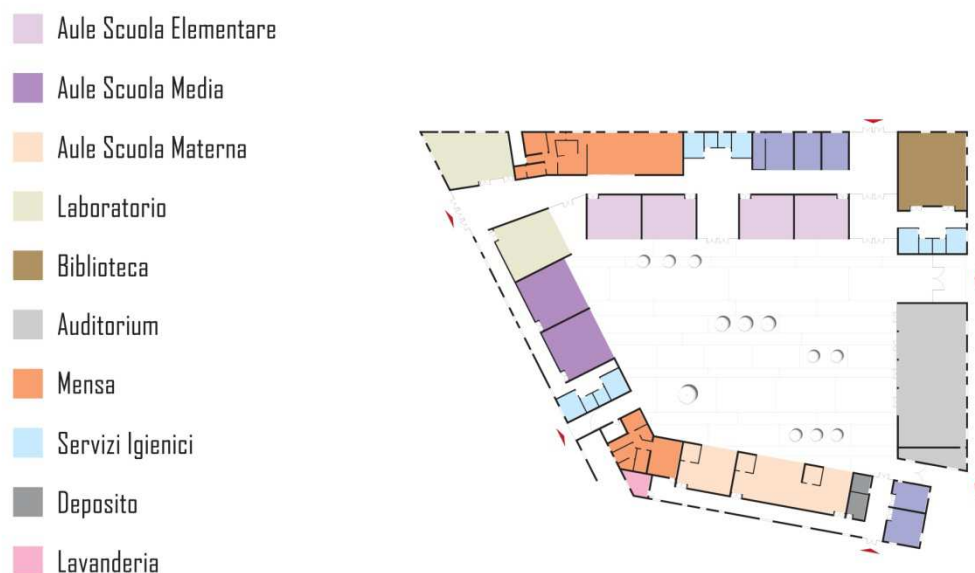 Aule Scuola Elementare
Aule Scuola Media
Aule Scuola Materna
Laboratorio
Biblioteca
Auditorium
Mensa
Servizi Igienici
Deposito
Lavanderia